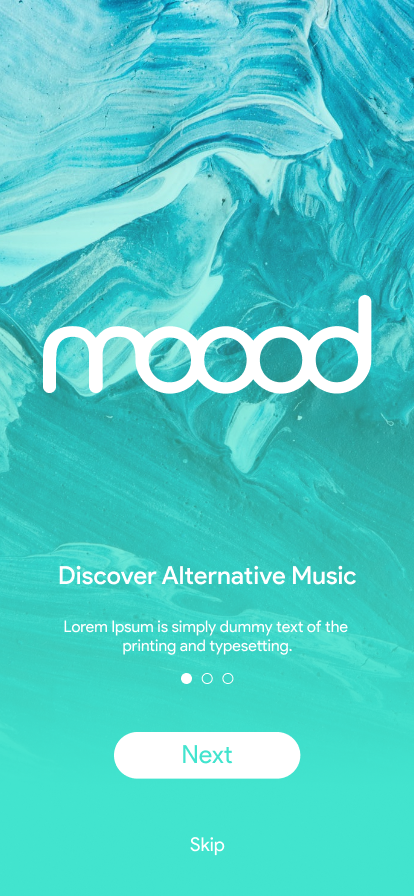 moood
Discover Alternative Music
Lorem Ipsum is simply dummy text of the
printing and typesetting.
Next
Skip